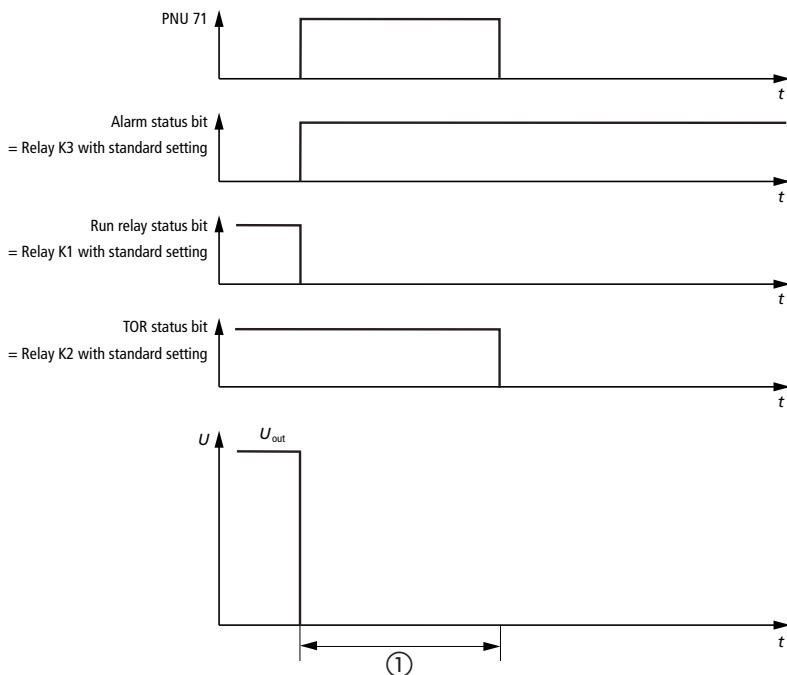 PNU 71
t
Alarm status bit
= Relay K3 with standard setting
t
Run relay status bit
= Relay K1 with standard setting
t
TOR status bit
= Relay K2 with standard setting
t
U
Uout
t
①